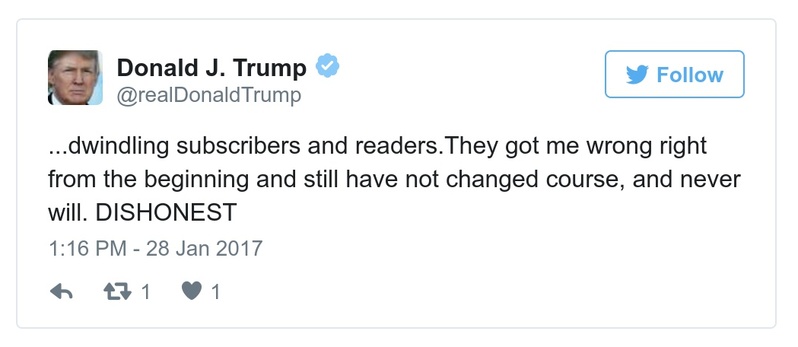 Donald J. Trump
@realDonaldTrump
Follow
...dwindling subscribers and readers.They got me wrong right
from the beginning and still have not changed course, and never
will. DISHONEST
1:16 PM - 28 Jan 2017
1 1